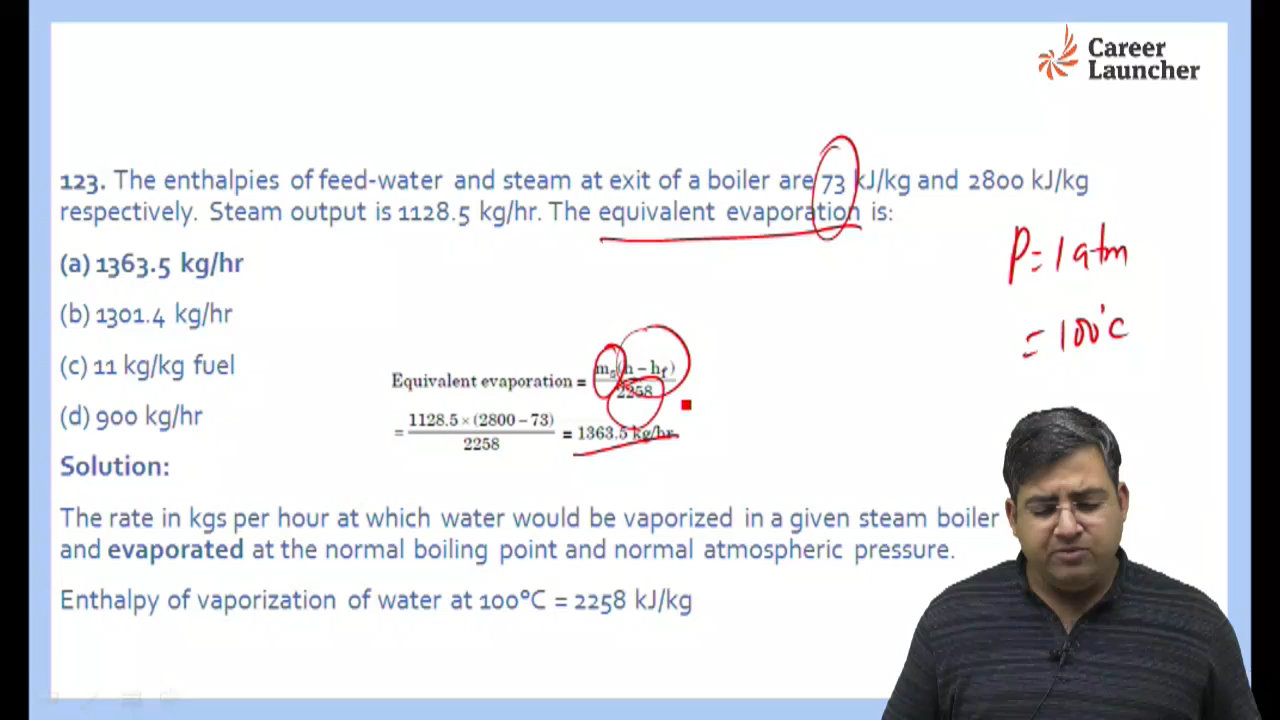 Career
Launcher
123. The enthalpies of feed-water and steam at exit of a boiler are 73 kJ/kg and 2800 kJ/kg
respectively. Steam output is 1128.5 kg/hr. The equivalent evaporation is:
P = 1 atm
= 100°C
(a) 1363.5 kg/hr
(b) 1301.4 kg/hr
(c) 11 kg/kg fuel
(d) 900 kg/hr
Equivalent evaporation = mₛ(h − h_f) / 2258
= 1128.5 × (2800 − 73) / 2258 = 1363.5 kg/hr
Solution:
The rate in kgs per hour at which water would be vaporized in a given steam boiler
and evaporated at the normal boiling point and normal atmospheric pressure.
Enthalpy of vaporization of water at 100°C = 2258 kJ/kg